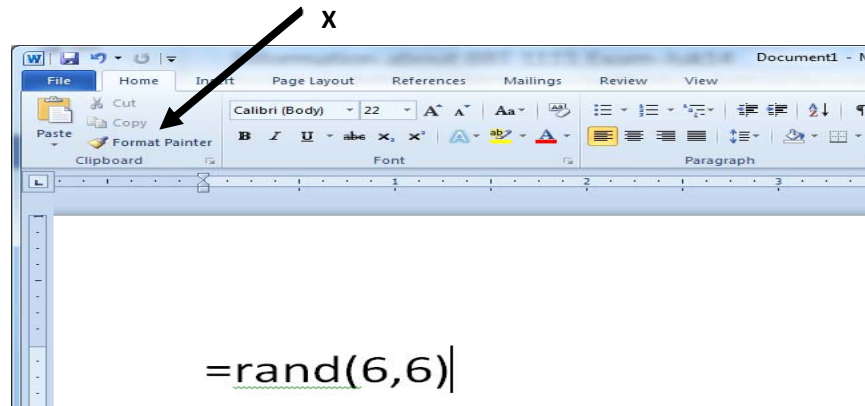 X
W Document1 -
File Home Insert Page Layout References Mailings Review View
Cut
Copy
Format Painter
Paste
Calibri (Body) 22 A A Aa
B I U abc x₂ x² A ab A
A Z
Clipboard Font Paragraph
L 1 2 3
=rand(6,6)